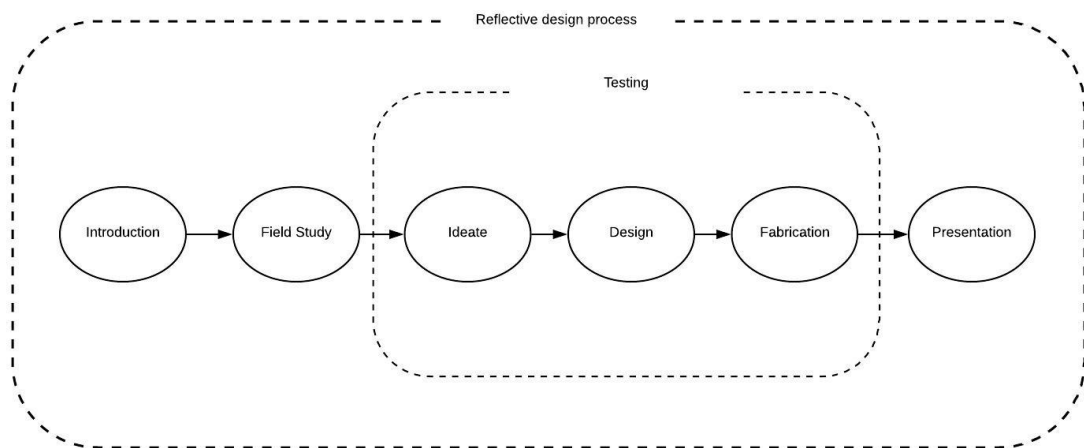 Reflective design process
Testing
Introduction
Field Study
Ideate
Design
Fabrication
Presentation